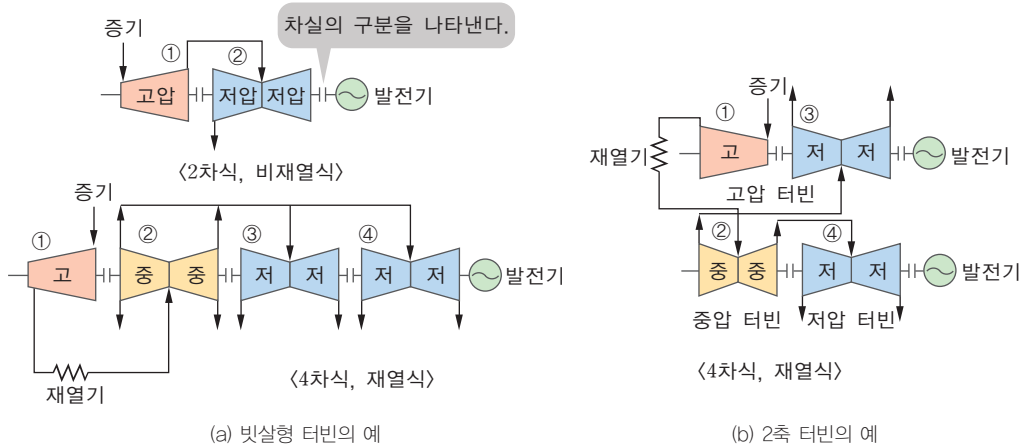 차실의 구분을 나타낸다.
증기
① ②
고압 저압 저압 발전기
〈2차식, 비재열식〉
증기
① ② ③ ④
고 중 중 저 저 저 저 발전기
재열기
〈4차식, 재열식〉
(a) 빗살형 터빈의 예
증기
① ③
재열기 고 저 저 발전기
고압 터빈
② ④
중 중 저 저 발전기
중압 터빈 저압 터빈
〈4차식, 재열식〉
(b) 2축 터빈의 예